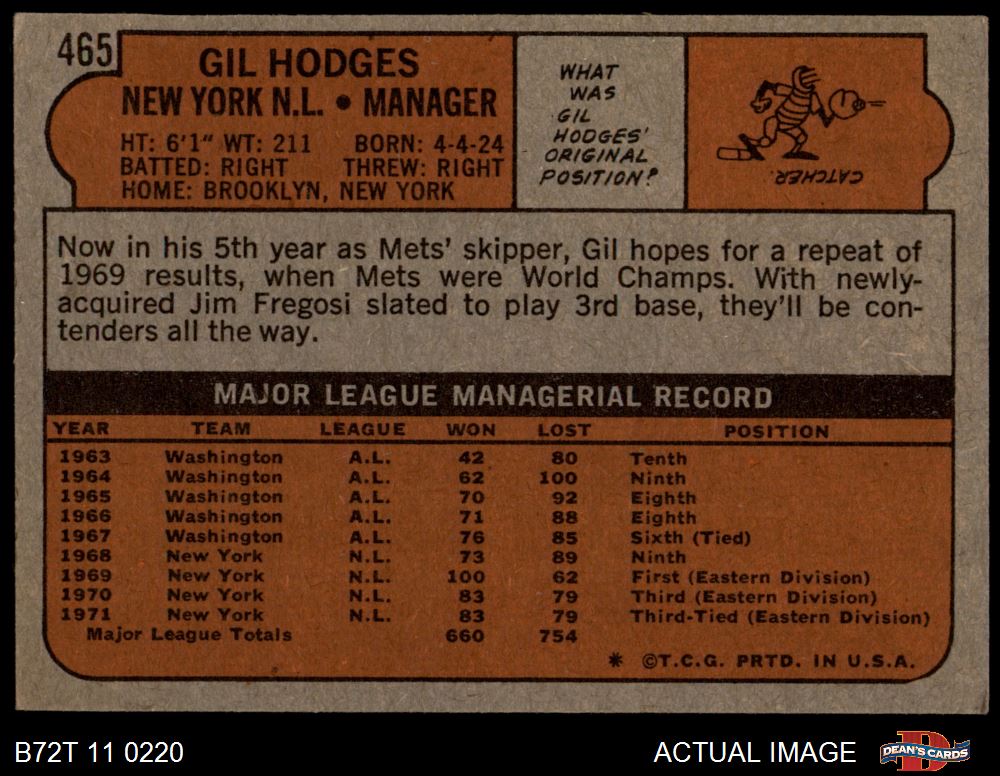 465
GIL HODGES
NEW YORK N.L. • MANAGER
HT: 6'1" WT: 211 BORN: 4-4-24
BATTED: RIGHT THREW: RIGHT
HOME: BROOKLYN, NEW YORK
WHAT
WAS
GIL
HODGES'
ORIGINAL
POSITION?
CATCHER.
Now in his 5th year as Mets' skipper, Gil hopes for a repeat of
1969 results, when Mets were World Champs. With newly-
acquired Jim Fregosi slated to play 3rd base, they'll be con-
tenders all the way.
MAJOR LEAGUE MANAGERIAL RECORD
YEAR TEAM LEAGUE WON LOST POSITION
1963 Washington A.L. 42 80 Tenth
1964 Washington A.L. 62 100 Ninth
1965 Washington A.L. 70 92 Eighth
1966 Washington A.L. 71 88 Eighth
1967 Washington A.L. 76 85 Sixth (Tied)
1968 New York N.L. 73 89 Ninth
1969 New York N.L. 100 62 First (Eastern Division)
1970 New York N.L. 83 79 Third (Eastern Division)
1971 New York N.L. 83 79 Third-Tied (Eastern Division)
Major League Totals 660 754
* ©T.C.G. PRTD. IN U.S.A.
B72T 11 0220
ACTUAL IMAGE
DEAN'S CARDS